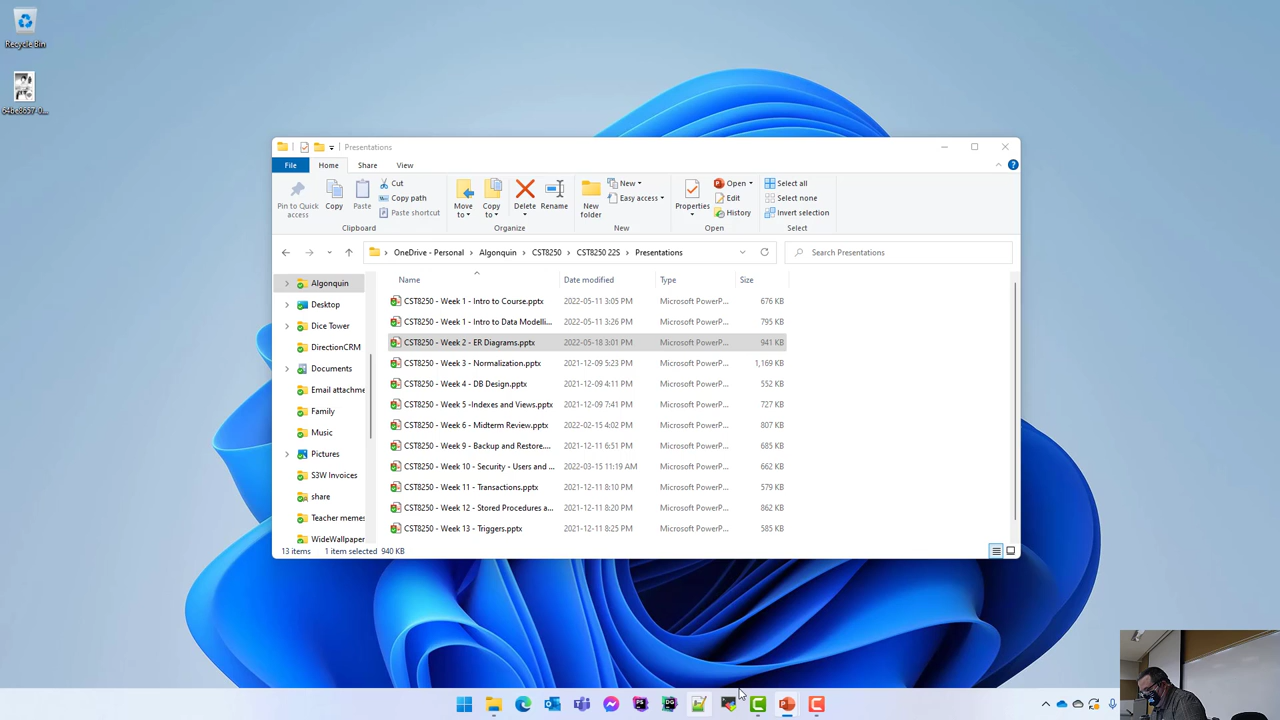 Recycle Bin
Presentations
File Home Share View
Pin to Quick access
Copy
Paste
Cut
Copy path
Paste shortcut
Clipboard
Move to
Copy to
Delete
Rename
Organize
New folder
New
Easy access
New
Properties
Open
Edit
History
Open
Select all
Select none
Invert selection
Select
OneDrive - Personal > Algonquin > CST8250 > CST8250 22S > Presentations
Search Presentations
Algonquin
Desktop
Dice Tower
DirectionCRM
Documents
Email attachme
Family
Music
Pictures
S3W Invoices
share
Teacher memes
WideWallpaper
Name Date modified Type Size
CST8250 - Week 1 - Intro to Course.pptx 2022-05-11 3:05 PM Microsoft PowerP... 676 KB
CST8250 - Week 1 - Intro to Data Modelli... 2022-05-11 3:26 PM Microsoft PowerP... 795 KB
CST8250 - Week 2 - ER Diagrams.pptx 2022-05-18 3:01 PM Microsoft PowerP... 941 KB
CST8250 - Week 3 - Normalization.pptx 2021-12-09 5:23 PM Microsoft PowerP... 1,169 KB
CST8250 - Week 4 - DB Design.pptx 2021-12-09 4:11 PM Microsoft PowerP... 552 KB
CST8250 - Week 5 -Indexes and Views.pptx 2021-12-09 7:41 PM Microsoft PowerP... 727 KB
CST8250 - Week 6 - Midterm Review.pptx 2022-02-15 4:02 PM Microsoft PowerP... 807 KB
CST8250 - Week 9 - Backup and Restore.... 2021-12-11 6:51 PM Microsoft PowerP... 685 KB
CST8250 - Week 10 - Security - Users and ... 2022-03-15 11:19 AM Microsoft PowerP... 662 KB
CST8250 - Week 11 - Transactions.pptx 2021-12-11 8:10 PM Microsoft PowerP... 579 KB
CST8250 - Week 12 - Stored Procedures a... 2021-12-11 8:20 PM Microsoft PowerP... 862 KB
CST8250 - Week 13 - Triggers.pptx 2021-12-11 8:25 PM Microsoft PowerP... 585 KB
13 items 1 item selected 940 KB